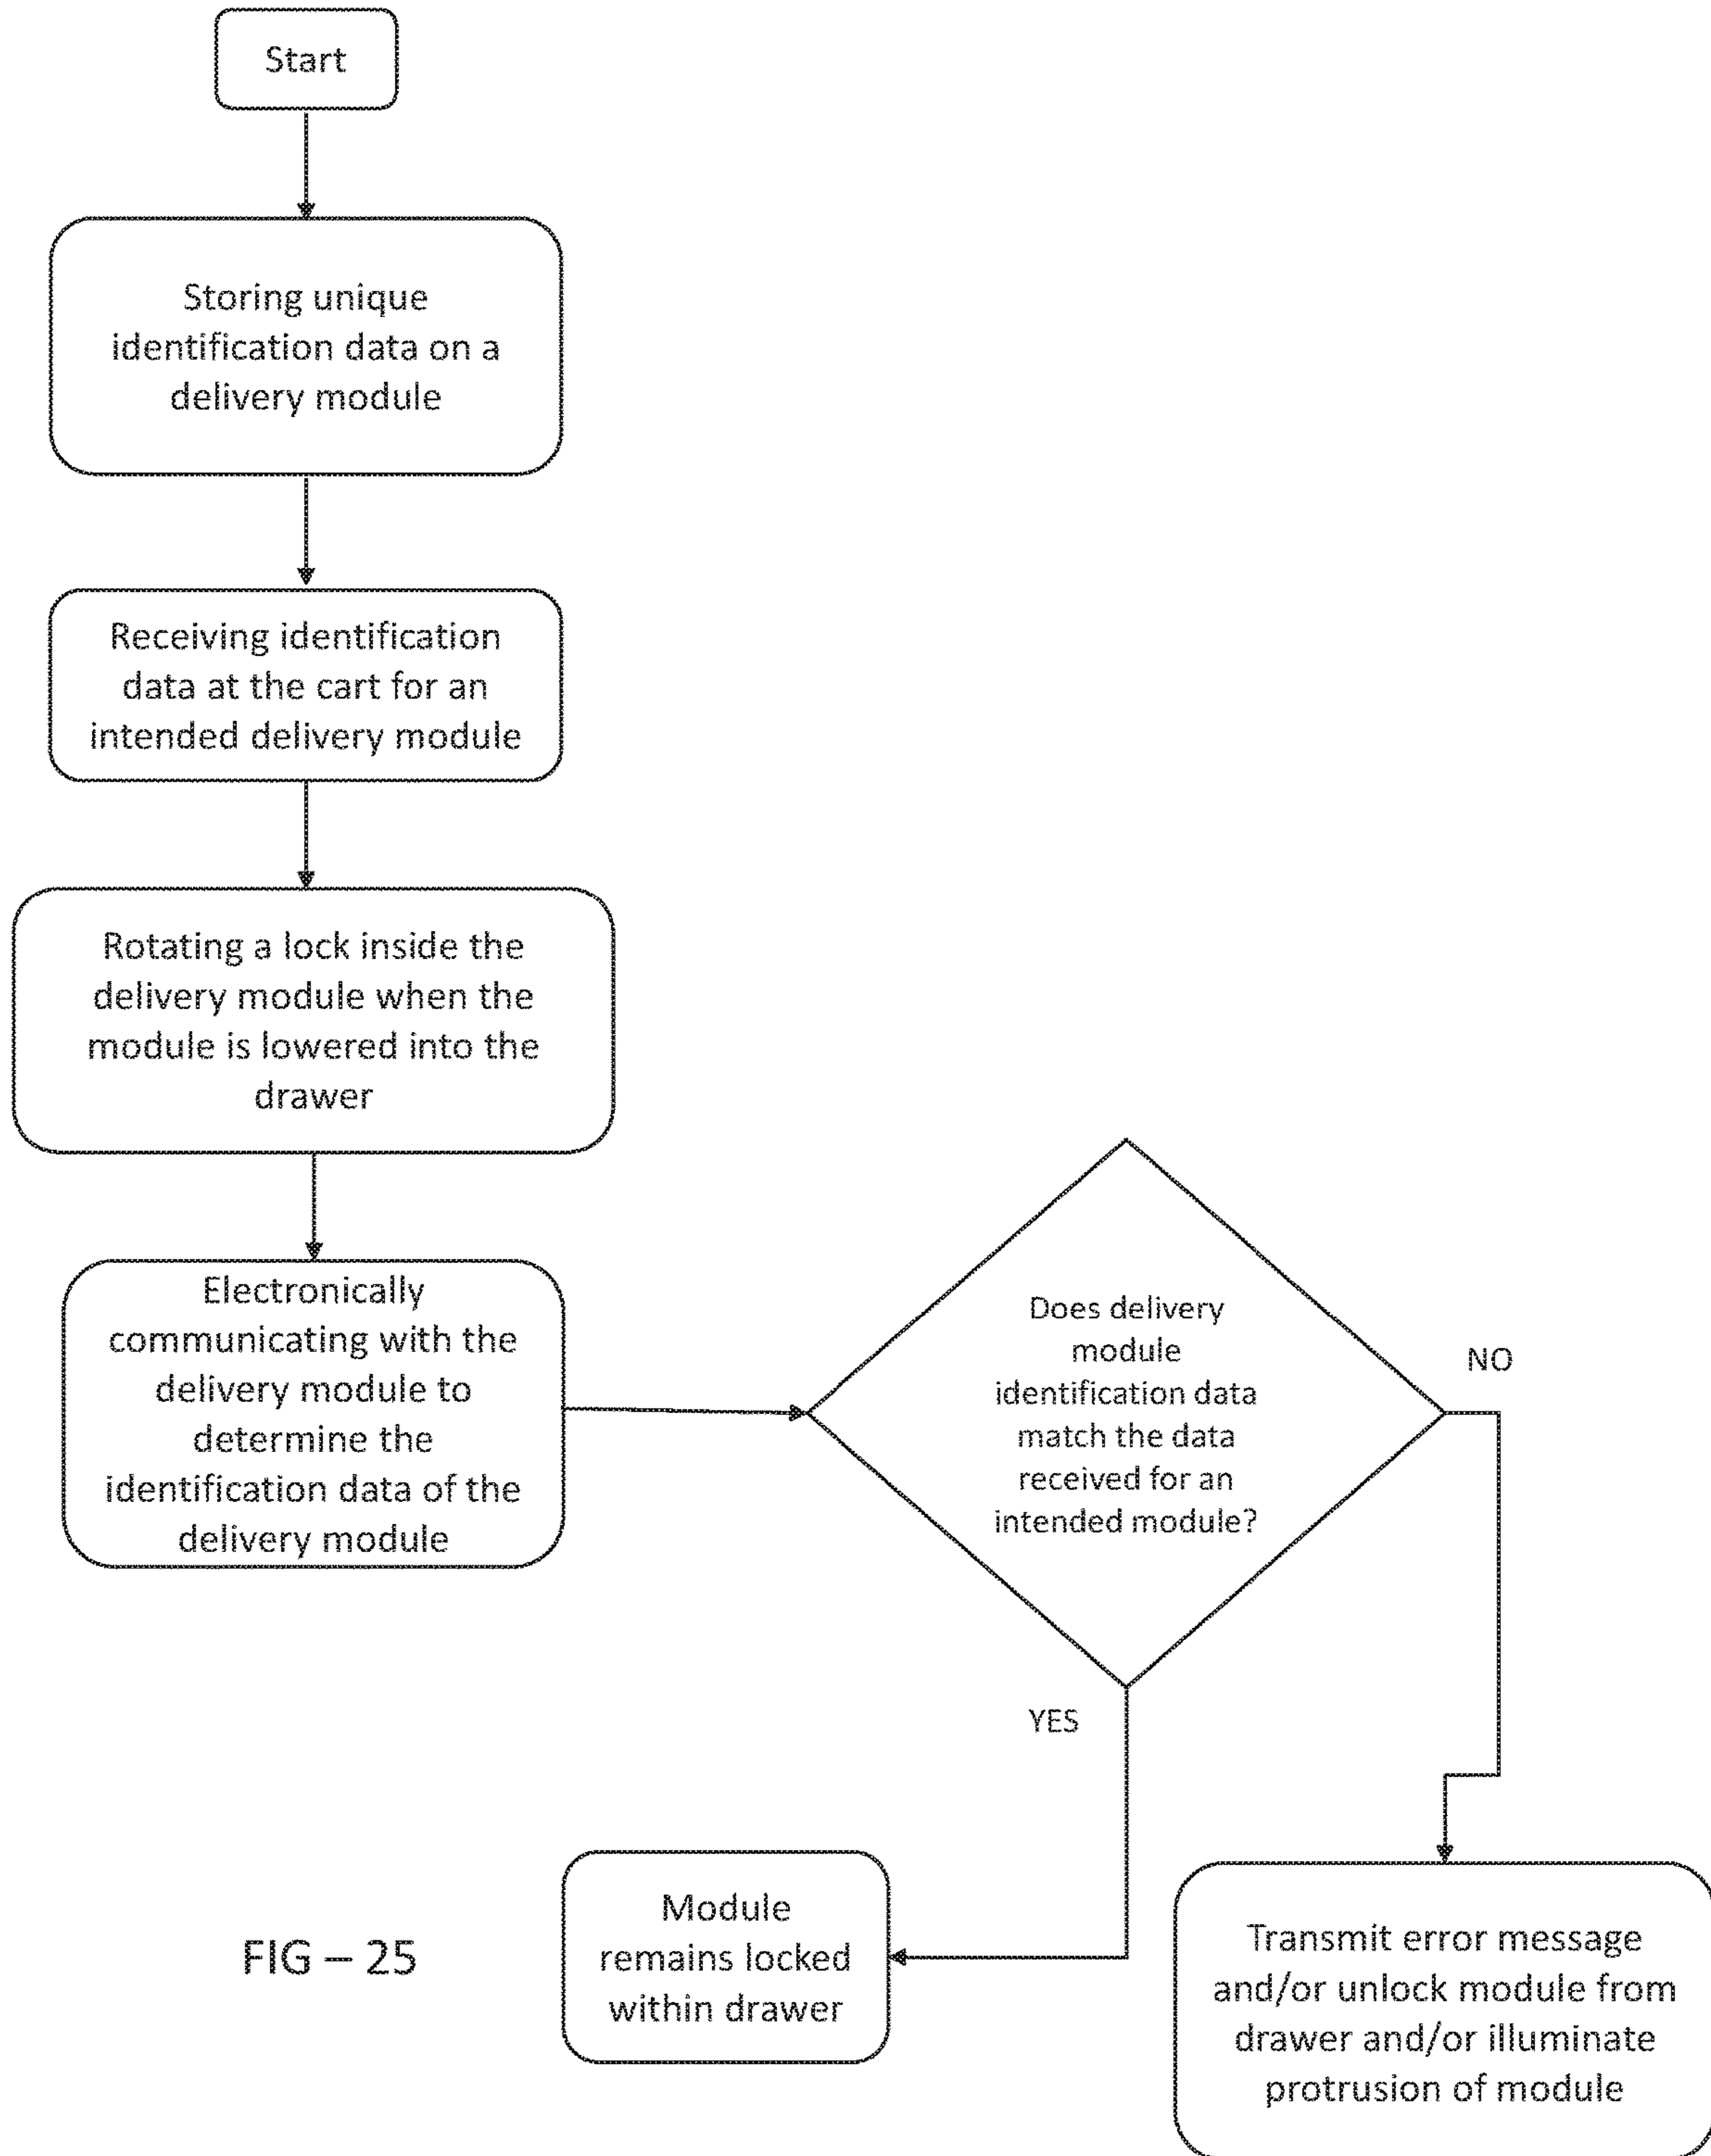 Start
Storing unique
identification data on a
delivery module
Receiving identification
data at the cart for an
intended delivery module
Rotating a lock inside the
delivery module when the
module is lowered into the
drawer
Electronically
communicating with the
delivery module to
determine the
identification data of the
delivery module
Does delivery
module
identification data
match the data
received for an
intended module?
NO
YES
Module
remains locked
within drawer
Transmit error message
and/or unlock module from
drawer and/or illuminate
protrusion of module
FIG – 25